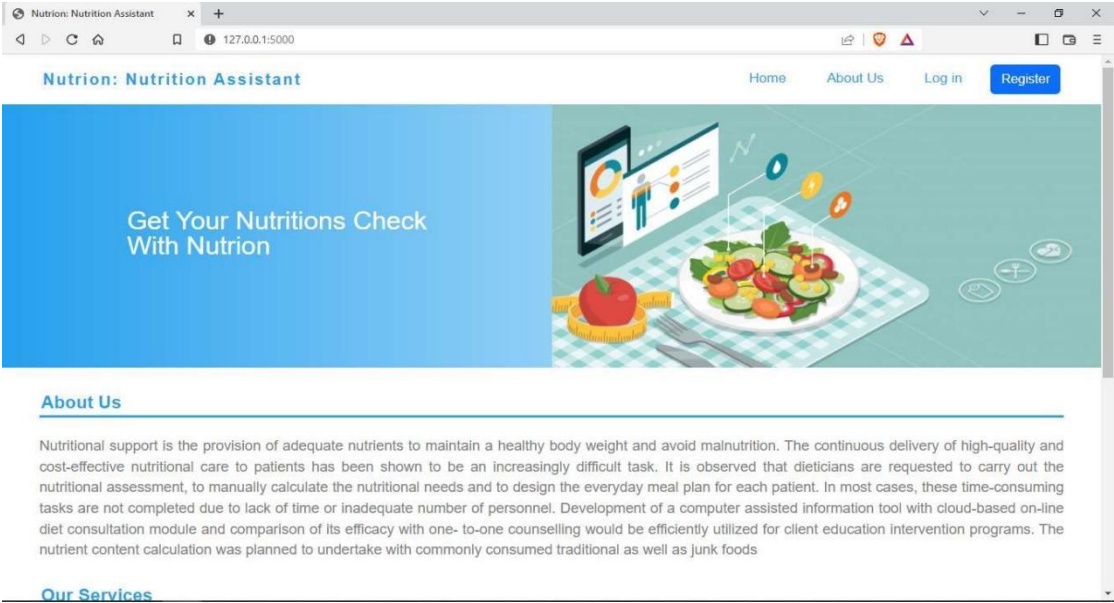 Nutrion: Nutrition Assistant
127.0.0.1:5000
Nutrion: Nutrition Assistant
Home About Us Log in Register
Get Your Nutritions Check
With Nutrion
About Us
Nutritional support is the provision of adequate nutrients to maintain a healthy body weight and avoid malnutrition. The continuous delivery of high-quality and
cost-effective nutritional care to patients has been shown to be an increasingly difficult task. It is observed that dieticians are requested to carry out the
nutritional assessment, to manually calculate the nutritional needs and to design the everyday meal plan for each patient. In most cases, these time-consuming
tasks are not completed due to lack of time or inadequate number of personnel. Development of a computer assisted information tool with cloud-based on-line
diet consultation module and comparison of its efficacy with one- to-one counselling would be efficiently utilized for client education intervention programs. The
nutrient content calculation was planned to undertake with commonly consumed traditional as well as junk foods
Our Services